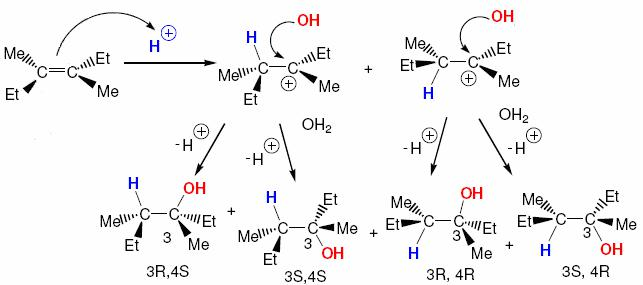 Me Et
C=C
Et Me
H⊕
OH
H Et
Me C–C
⊕ Me
Et
+
OH
Me Et
Et C–C
⊕ Me
H
-H⊕
-H⊕
OH2
-H⊕
OH2
-H⊕
H OH
Me C–C Et
3
Et Me
3R,4S
+
H Et
Me C–C Me
3
Et OH
3S,4S
+
Me OH
Et C–C Et
3
H Me
3R, 4R
+
Me Et
Et C–C Me
3
H OH
3S, 4R